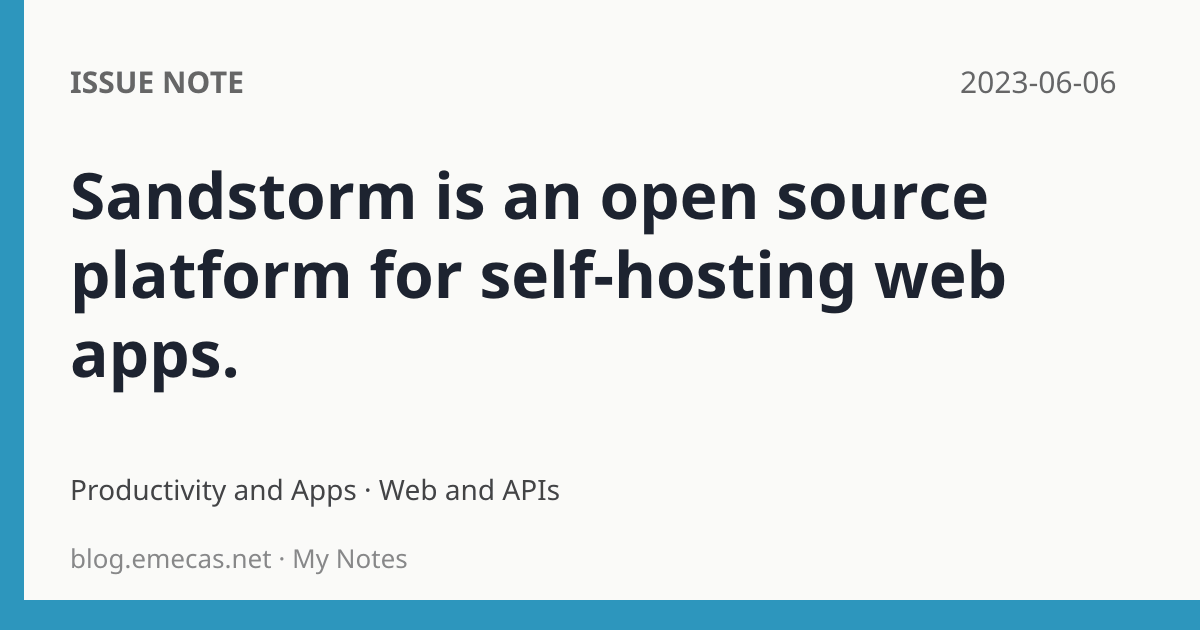 ISSUE NOTE
2023-06-06
Sandstorm is an open source
platform for self-hosting web
apps.
Productivity and Apps · Web and APIs
blog.emecas.net · My Notes